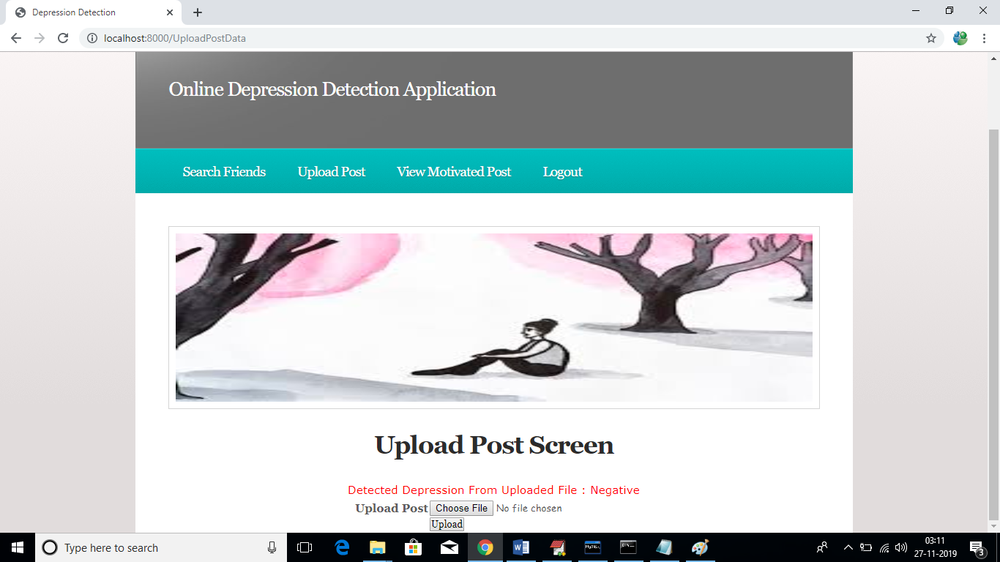 Depression Detection
localhost:8000/UploadPostData
Online Depression Detection Application
Search Friends Upload Post View Motivated Post Logout
Upload Post Screen
Detected Depression From Uploaded File : Negative
Upload Post Choose File No file chosen
Upload
Type here to search
03:11
27-11-2019
3